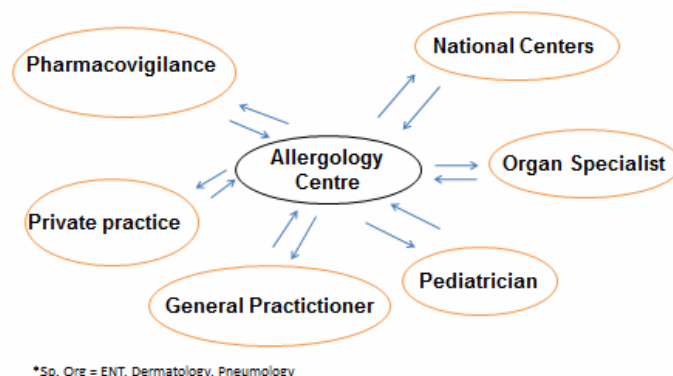 National Centers
Pharmacovigilance
Allergology
Centre
Organ Specialist
Private practice
Pediatrician
General Practictioner
*Sp. Org = ENT, Dermatology, Pneumology